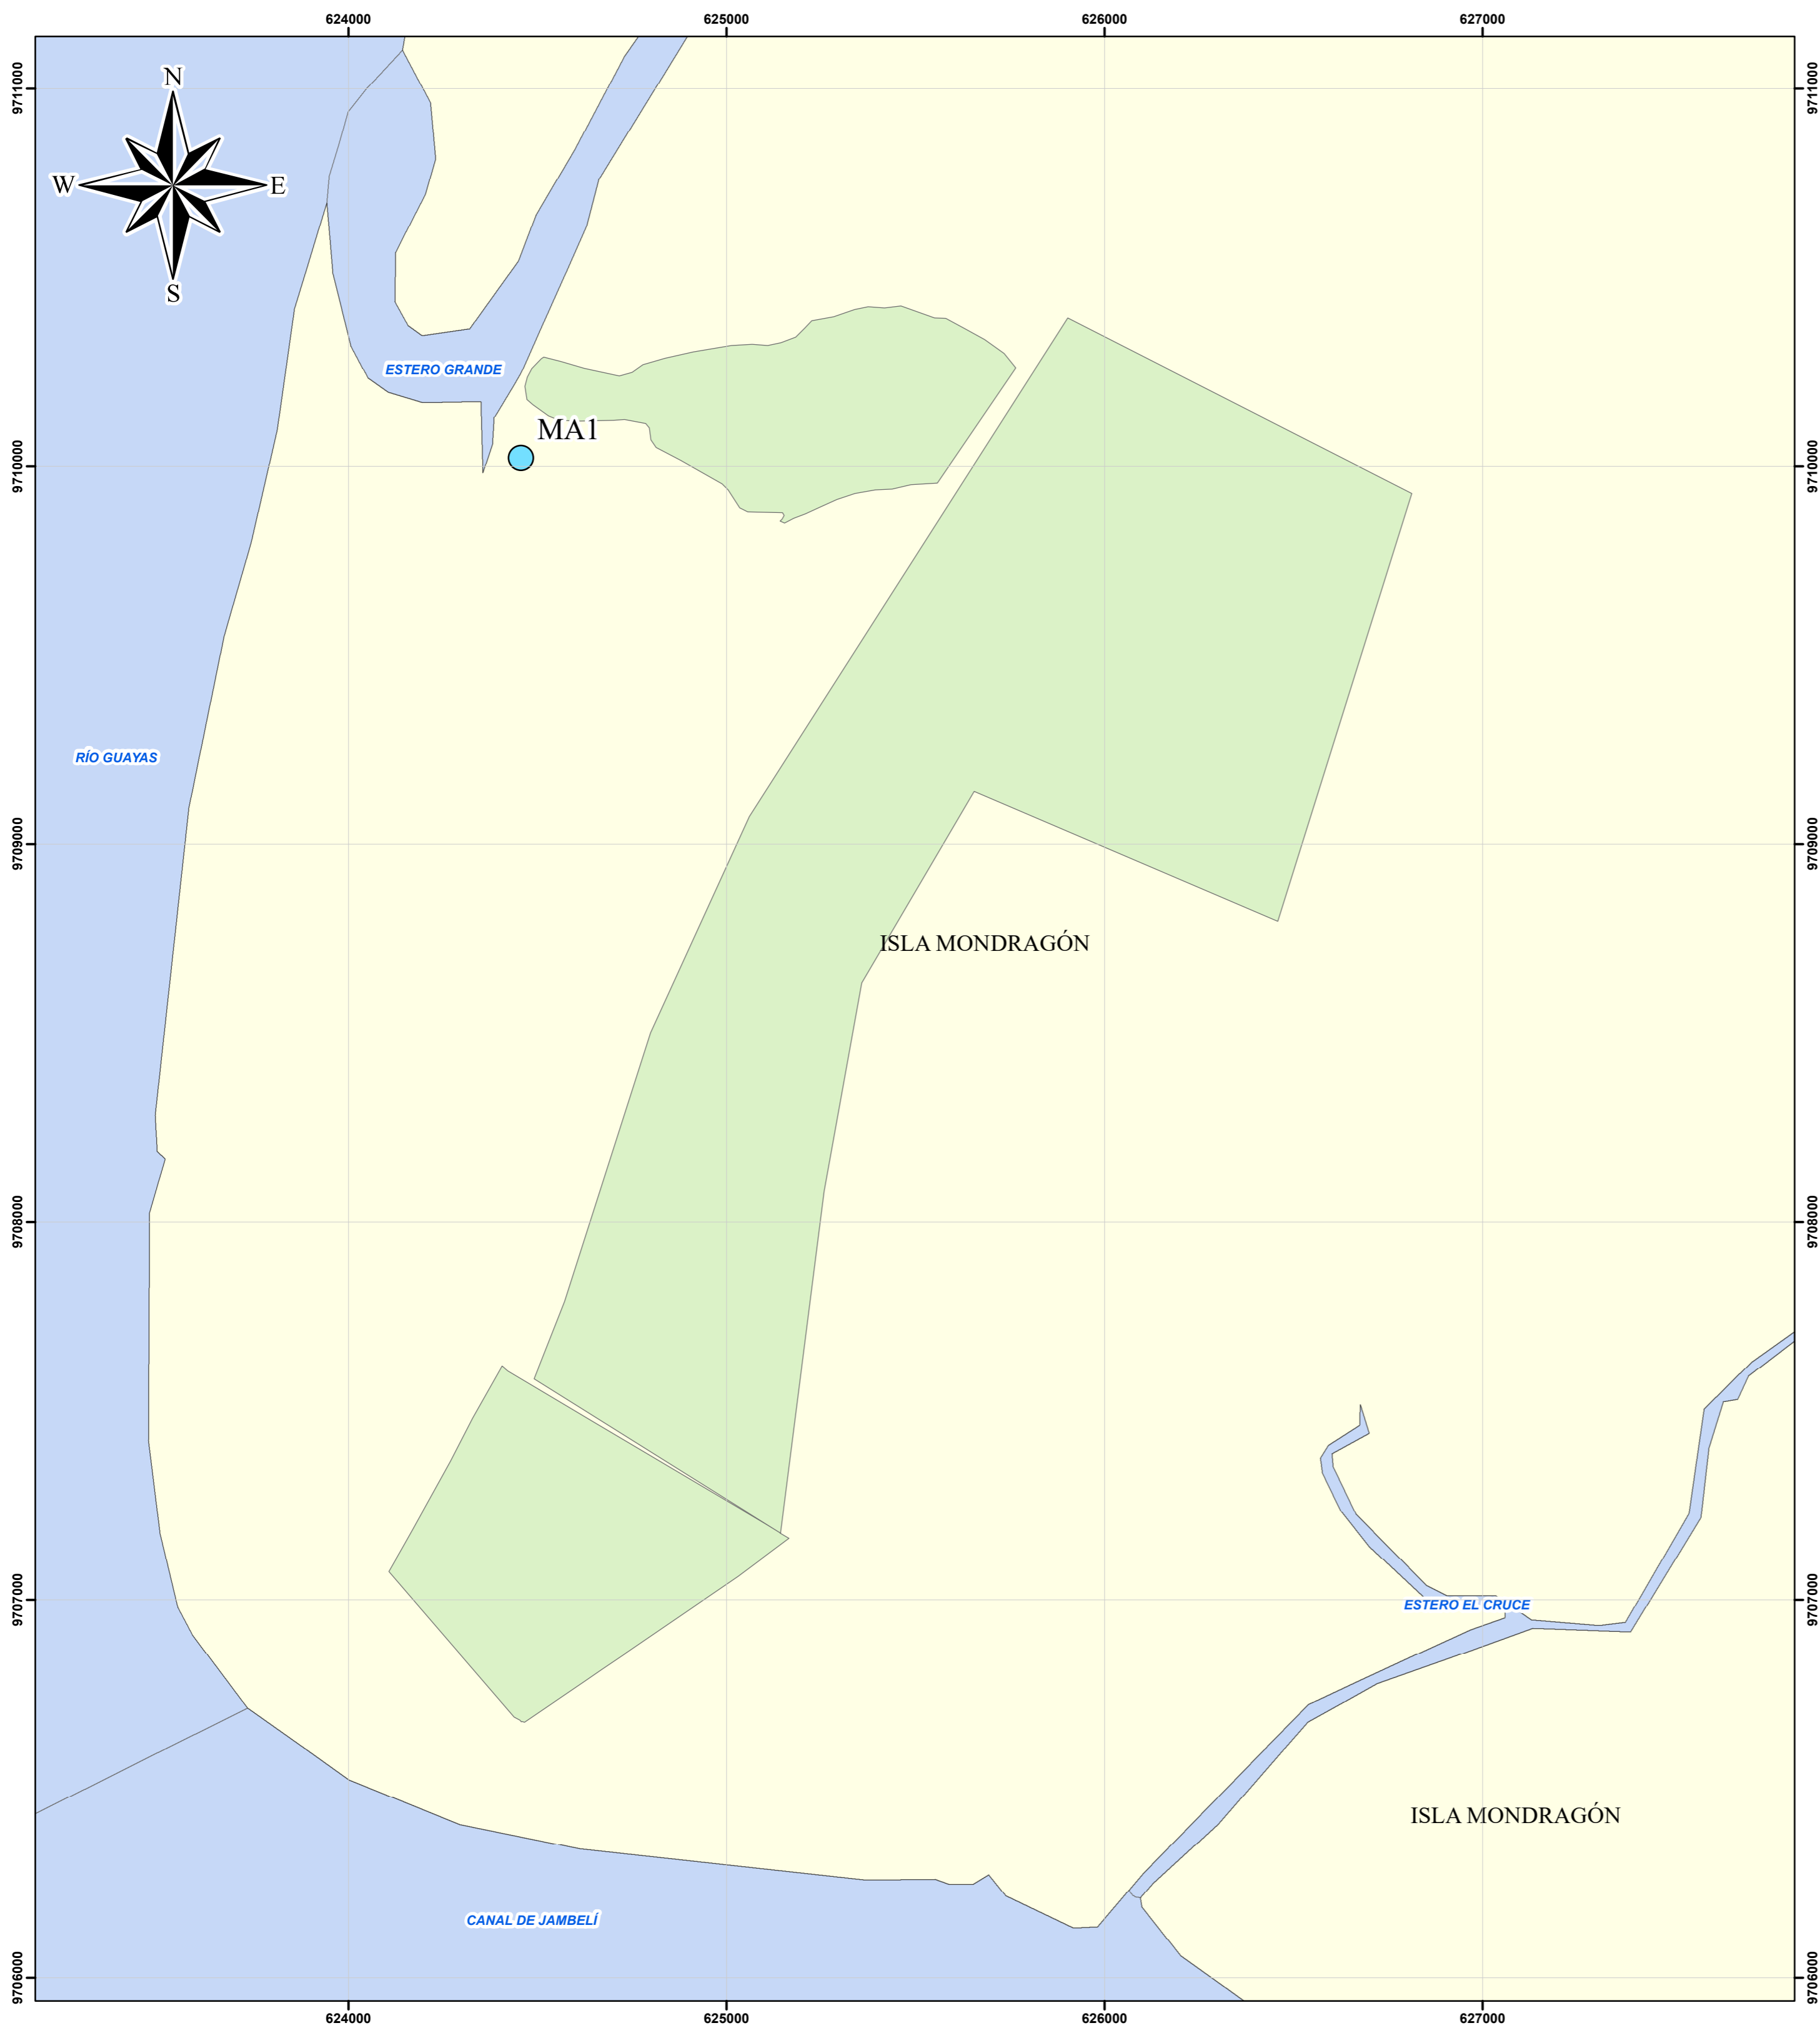 624000
625000
626000
627000
9711000
9711000
N
W
E
S
ESTERO GRANDE
MA1
9710000
9710000
RÍO GUAYAS
9709000
9709000
ISLA MONDRAGÓN
9708000
9708000
9707000
9707000
ESTERO EL CRUCE
ISLA MONDRAGÓN
CANAL DE JAMBELÍ
9706000
9706000
624000
625000
626000
627000